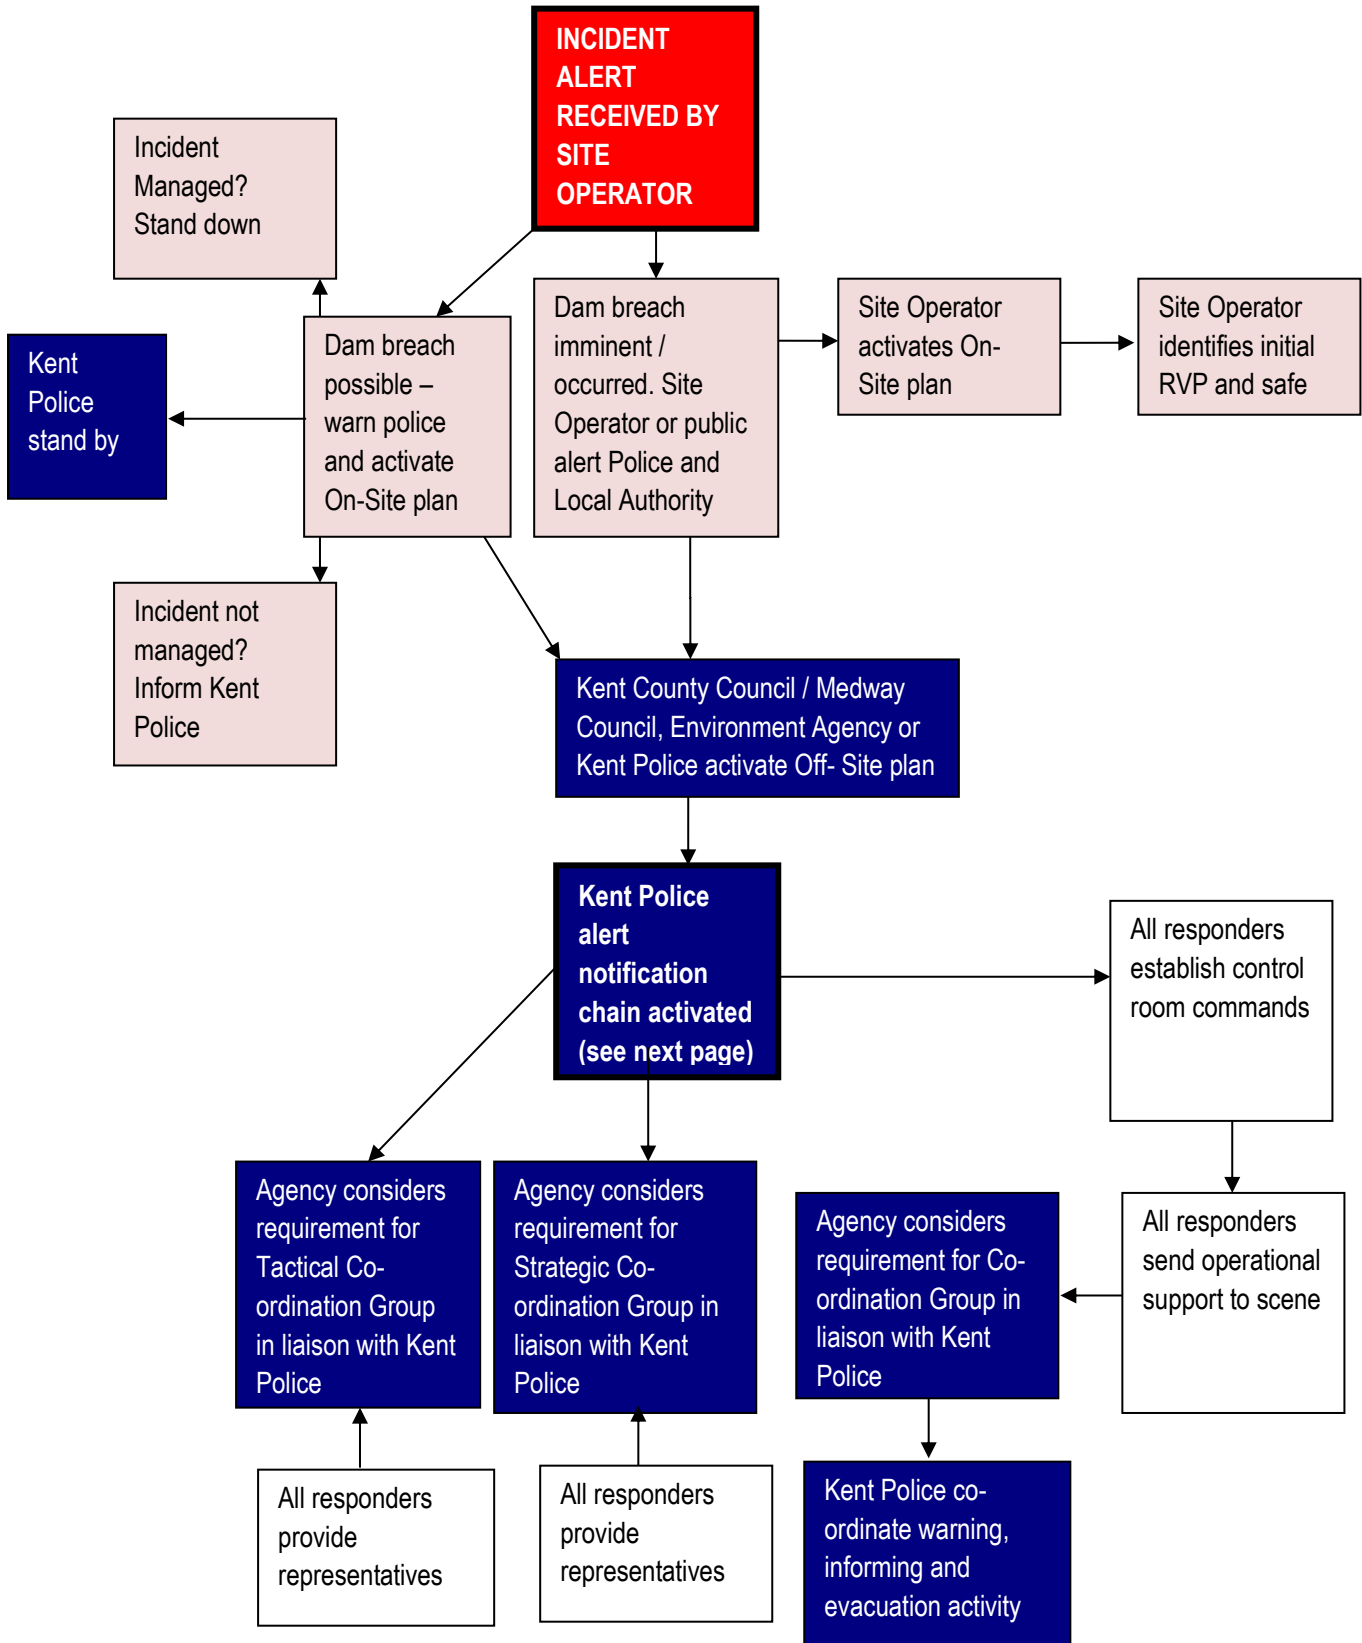 INCIDENT
ALERT
RECEIVED BY
SITE
OPERATOR
Incident
Managed?
Stand down
Kent
Police
stand by
Dam breach
possible –
warn police
and activate
On-Site plan
Dam breach
imminent /
occurred. Site
Operator or public
alert Police and
Local Authority
Site Operator
activates On-
Site plan
Site Operator
identifies initial
RVP and safe
Incident not
managed?
Inform Kent
Police
Kent County Council / Medway
Council, Environment Agency or
Kent Police activate Off- Site plan
Kent Police
alert
notification
chain activated
(see next page)
All responders
establish control
room commands
Agency considers
requirement for
Tactical Co-
ordination Group
in liaison with Kent
Police
Agency considers
requirement for
Strategic Co-
ordination Group in
liaison with Kent
Police
Agency considers
requirement for Co-
ordination Group in
liaison with Kent
Police
All responders
send operational
support to scene
All responders
provide
representatives
All responders
provide
representatives
Kent Police co-
ordinate warning,
informing and
evacuation activity